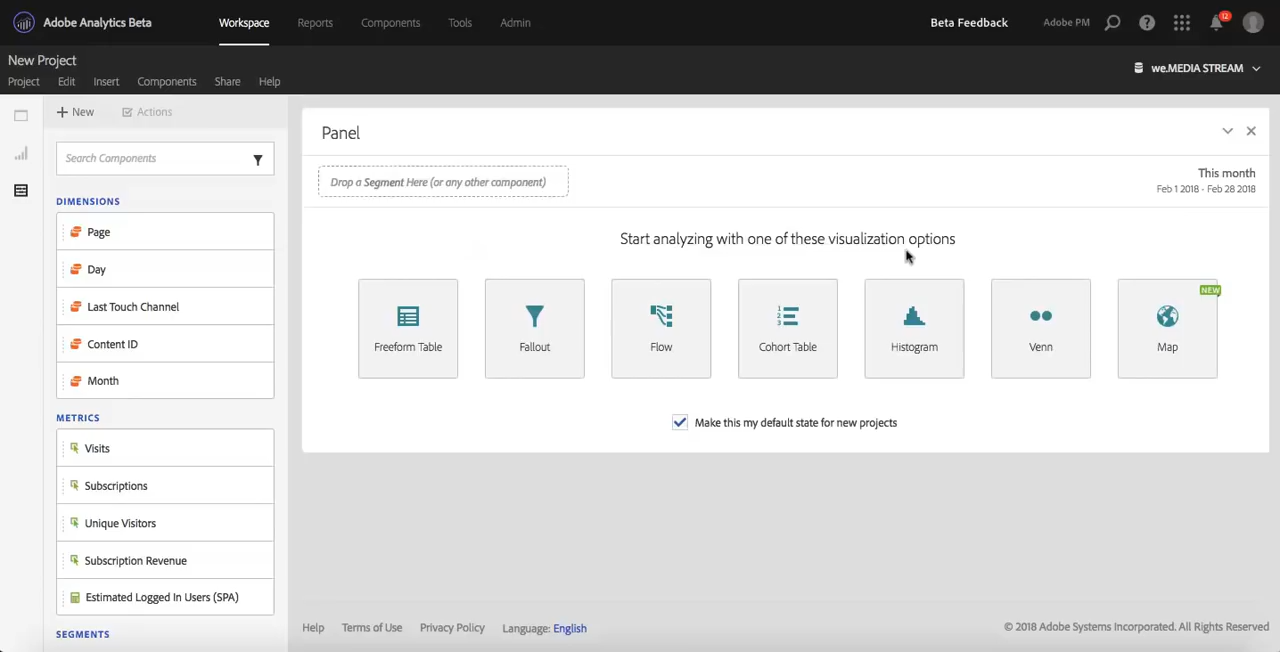 Adobe Analytics Beta
Workspace
Reports
Components
Tools
Admin
Beta Feedback
Adobe PM
12
New Project
Project
Edit
Insert
Components
Share
Help
we.MEDIA STREAM
New
Actions
Search Components
DIMENSIONS
Page
Day
Last Touch Channel
Content ID
Month
METRICS
Visits
Subscriptions
Unique Visitors
Subscription Revenue
Estimated Logged In Users (SPA)
SEGMENTS
Panel
Drop a Segment Here (or any other component)
This month
Feb 1 2018 - Feb 28 2018
Start analyzing with one of these visualization options
Freeform Table
Fallout
Flow
Cohort Table
Histogram
Venn
NEW
Map
Make this my default state for new projects
Help
Terms of Use
Privacy Policy
Language: English
© 2018 Adobe Systems Incorporated. All Rights Reserved